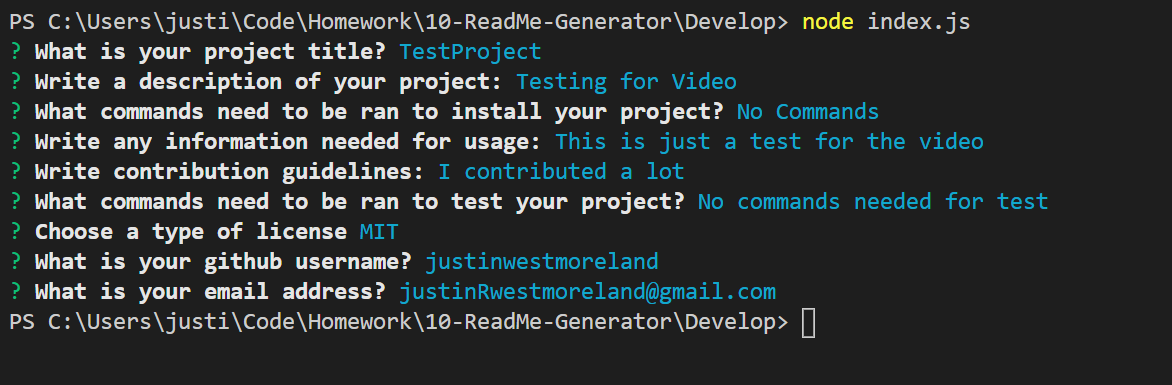 PS C:\Users\justi\Code\Homework\10-ReadMe-Generator\Develop> node index.js
? What is your project title? TestProject
? Write a description of your project: Testing for Video
? What commands need to be ran to install your project? No Commands
? Write any information needed for usage: This is just a test for the video
? Write contribution guidelines: I contributed a lot
? What commands need to be ran to test your project? No commands needed for test
? Choose a type of license MIT
? What is your github username? justinwestmoreland
? What is your email address? justinRwestmoreland@gmail.com
PS C:\Users\justi\Code\Homework\10-ReadMe-Generator\Develop>